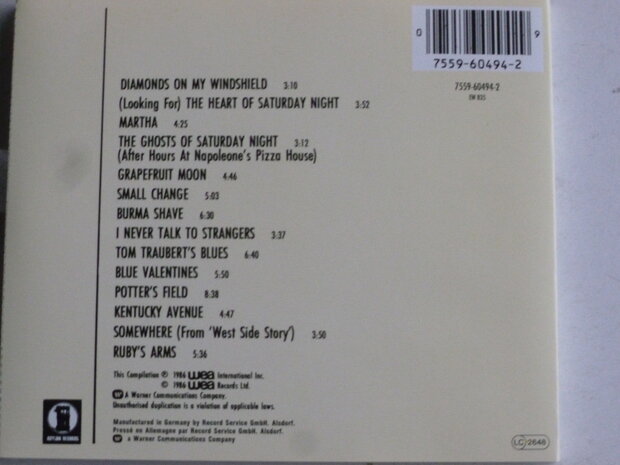 0 9
7559-60494-2
7559-60494-2
EW 835
DIAMONDS ON MY WINDSHIELD 3:10
(Looking For) THE HEART OF SATURDAY NIGHT 3:52
MARTHA 4:25
THE GHOSTS OF SATURDAY NIGHT 3:12
(After Hours At Napoleone's Pizza House)
GRAPEFRUIT MOON 4:46
SMALL CHANGE 5:03
BURMA SHAVE 6:30
I NEVER TALK TO STRANGERS 3:37
TOM TRAUBERT'S BLUES 6:40
BLUE VALENTINES 5:50
POTTER'S FIELD 8:38
KENTUCKY AVENUE 4:47
SOMEWHERE (From 'West Side Story') 3:50
RUBY'S ARMS 5:36
This Compilation ℗ 1986 wea International Inc.
© 1986 wea Records Ltd.
A Warner Communications Company.
Unauthorised duplication is a violation of applicable laws.
Manufactured in Germany by Record Service GmbH, Alsdorf.
Pressé en Allemagne par Record Service GmbH, Alsdorf.
a Warner Communications Company
ASYLUM RECORDS
LC 2646